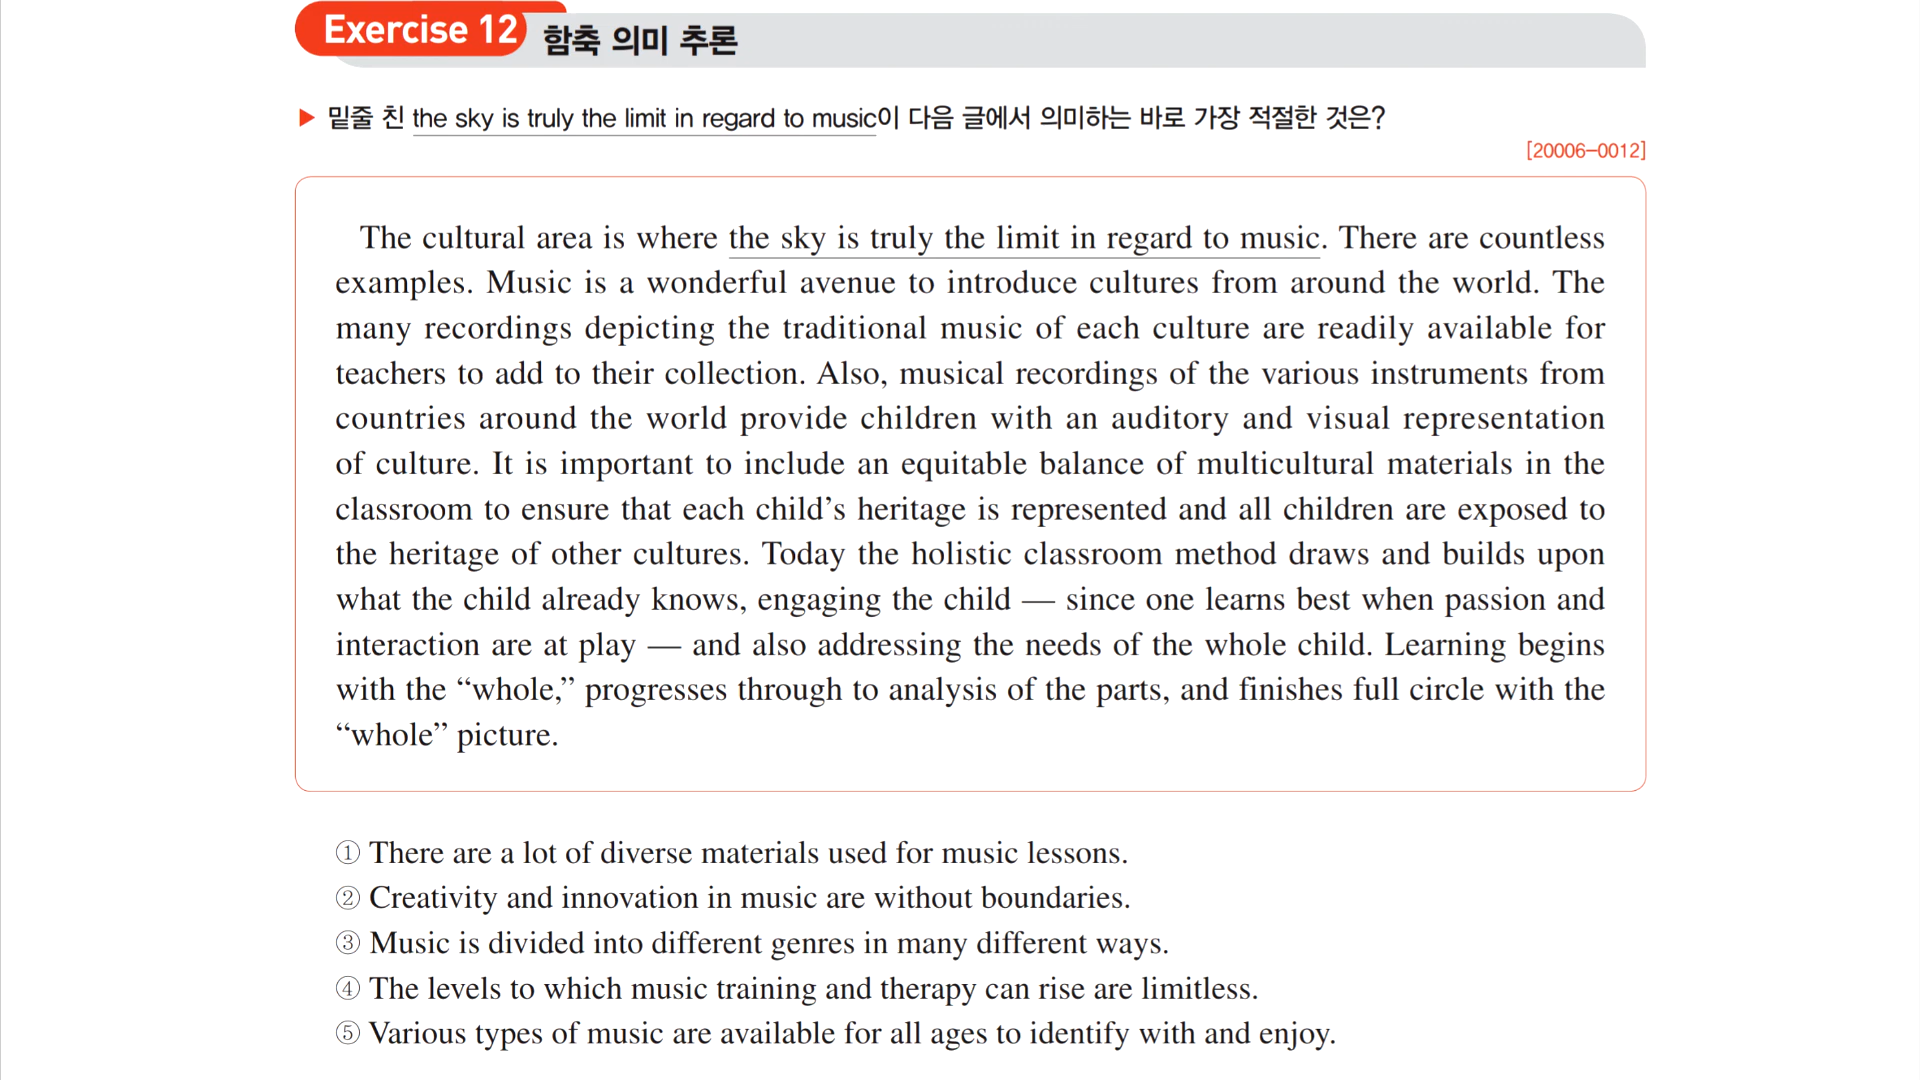 Exercise 12 함축 의미 추론
▶ 밑줄 친 the sky is truly the limit in regard to music이 다음 글에서 의미하는 바로 가장 적절한 것은?
[20006-0012]
The cultural area is where the sky is truly the limit in regard to music. There are countless
examples. Music is a wonderful avenue to introduce cultures from around the world. The
many recordings depicting the traditional music of each culture are readily available for
teachers to add to their collection. Also, musical recordings of the various instruments from
countries around the world provide children with an auditory and visual representation
of culture. It is important to include an equitable balance of multicultural materials in the
classroom to ensure that each child’s heritage is represented and all children are exposed to
the heritage of other cultures. Today the holistic classroom method draws and builds upon
what the child already knows, engaging the child — since one learns best when passion and
interaction are at play — and also addressing the needs of the whole child. Learning begins
with the “whole,” progresses through to analysis of the parts, and finishes full circle with the
“whole” picture.
① There are a lot of diverse materials used for music lessons.
② Creativity and innovation in music are without boundaries.
③ Music is divided into different genres in many different ways.
④ The levels to which music training and therapy can rise are limitless.
⑤ Various types of music are available for all ages to identify with and enjoy.